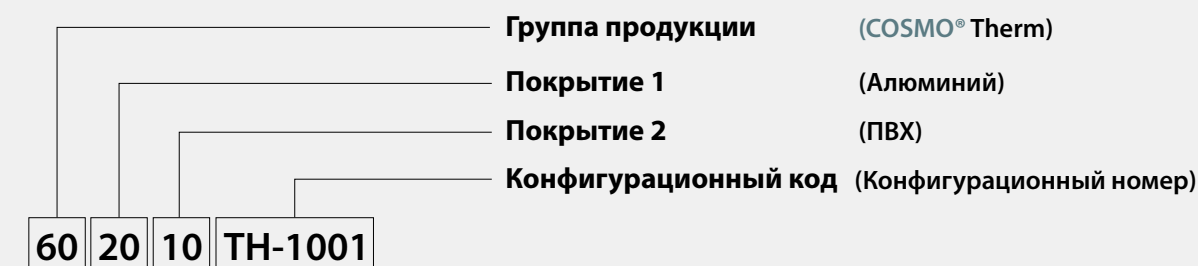 Группа продукции (COSMO® Therm)
Покрытие 1 (Алюминий)
Покрытие 2 (ПВХ)
Конфигурационный код (Конфигурационный номер)
60 20 10 TH-1001